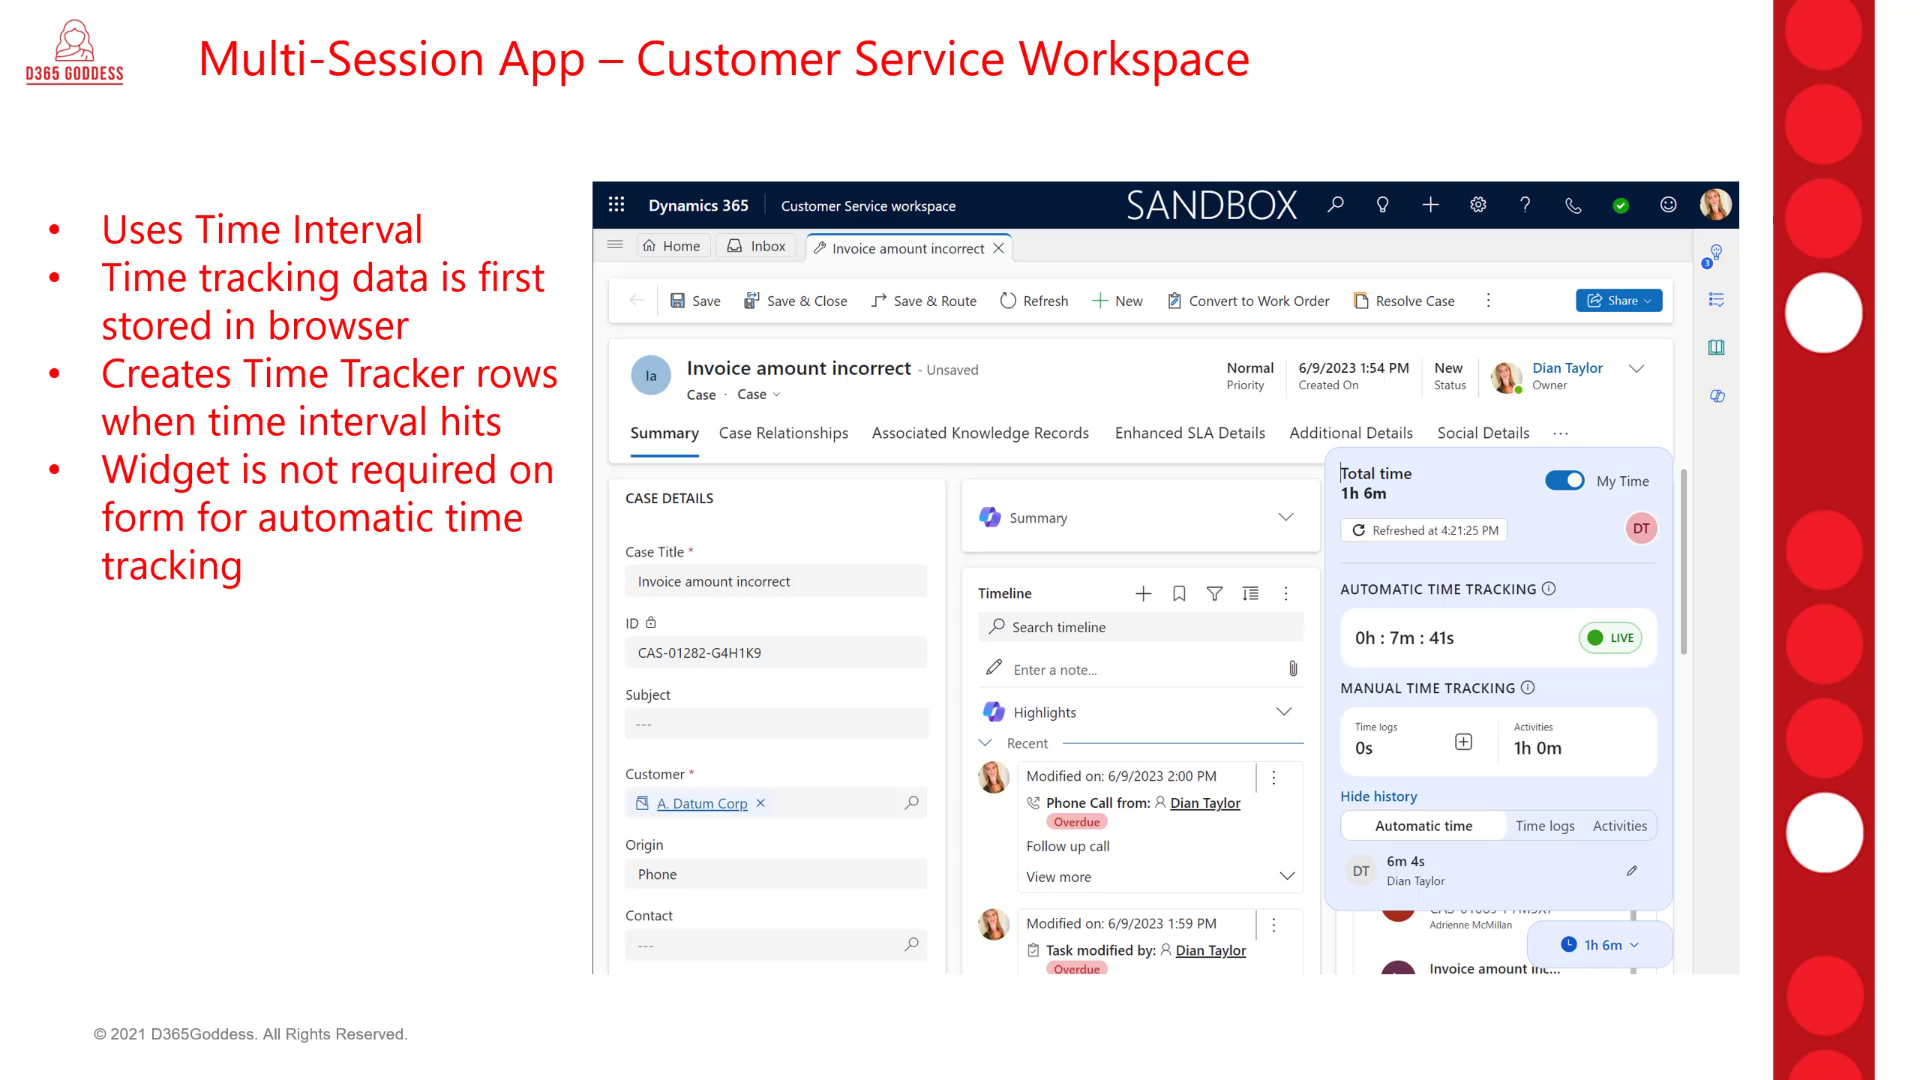 D365 GODDESS
Multi-Session App – Customer Service Workspace
• Uses Time Interval
• Time tracking data is first
stored in browser
• Creates Time Tracker rows
when time interval hits
• Widget is not required on
form for automatic time
tracking
Dynamics 365
Customer Service workspace
SANDBOX
Home
Inbox
Invoice amount incorrect
3
Save
Save & Close
Save & Route
Refresh
New
Convert to Work Order
Resolve Case
Share
Ia
Invoice amount incorrect - Unsaved
Case · Case
Normal
Priority
6/9/2023 1:54 PM
Created On
New
Status
Dian Taylor
Owner
Summary
Case Relationships
Associated Knowledge Records
Enhanced SLA Details
Additional Details
Social Details
...
CASE DETAILS
Case Title *
Invoice amount incorrect
ID
CAS-01282-G4H1K9
Subject
---
Customer *
A. Datum Corp
Origin
Phone
Contact
---
Summary
Timeline
Search timeline
Enter a note...
Highlights
Recent
Modified on: 6/9/2023 2:00 PM
Phone Call from: Dian Taylor
Overdue
Follow up call
View more
Modified on: 6/9/2023 1:59 PM
Task modified by: Dian Taylor
Overdue
Total time
1h 6m
My Time
Refreshed at 4:21:25 PM
DT
AUTOMATIC TIME TRACKING
0h : 7m : 41s
LIVE
MANUAL TIME TRACKING
Time logs
0s
Activities
1h 0m
Hide history
Automatic time
Time logs
Activities
DT
6m 4s
Dian Taylor
Adrienne McMillan
1h 6m
Invoice amount inc...
© 2021 D365Goddess. All Rights Reserved.